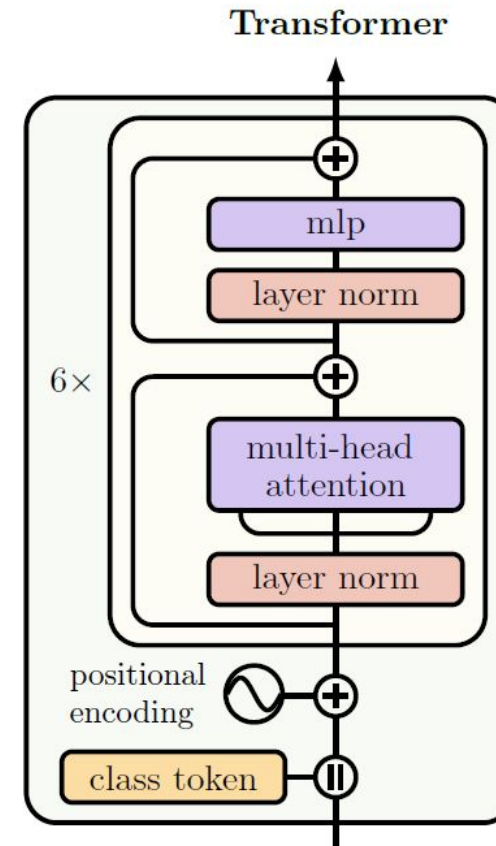 Transformer
mlp
layer norm
6×
multi-head
attention
layer norm
positional
encoding
class token